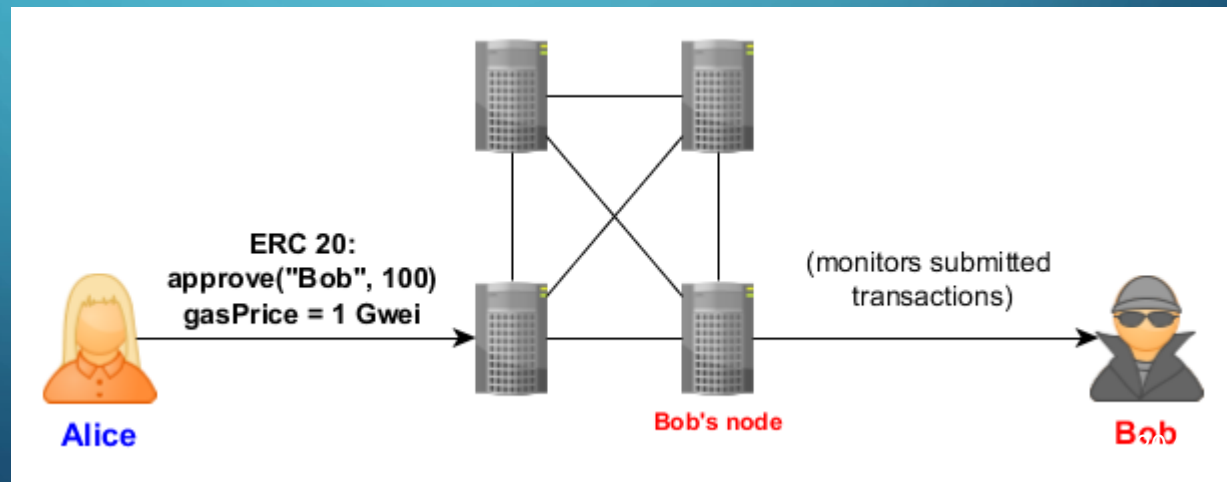 ERC 20:
approve("Bob", 100)
gasPrice = 1 Gwei
(monitors submitted
transactions)
Alice
Bob's node
Bob